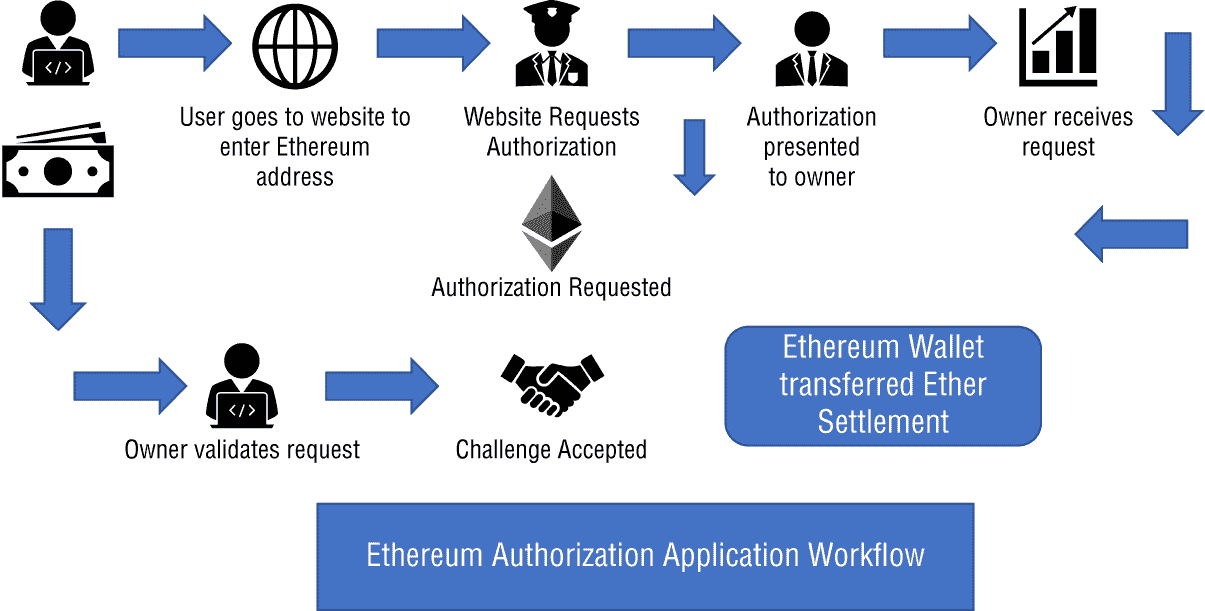 </>
User goes to website to
enter Ethereum
address
Website Requests
Authorization
Authorization
presented
to owner
Owner receives
request
Authorization Requested
</>
Owner validates request
Challenge Accepted
Ethereum Wallet
transferred Ether
Settlement
Ethereum Authorization Application Workflow